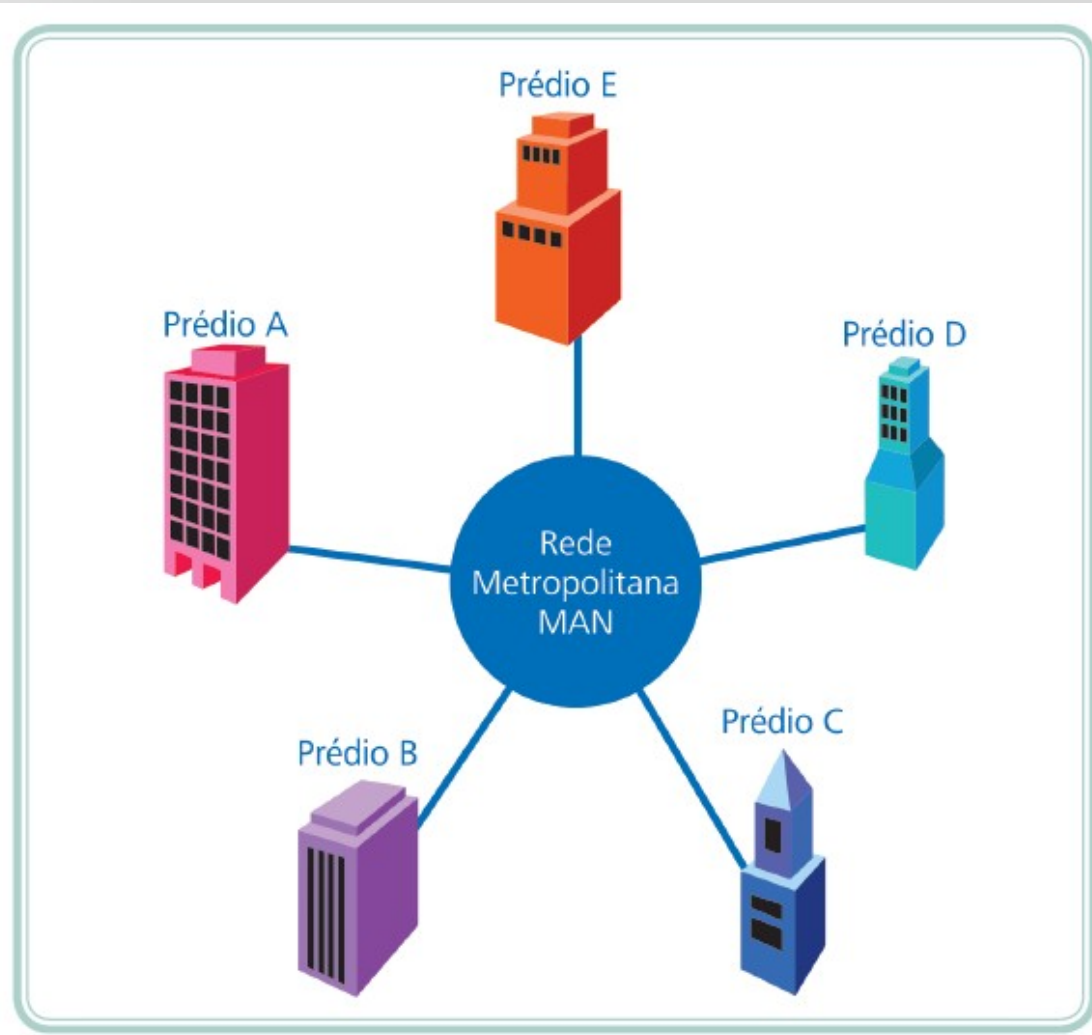 Prédio E
Prédio A
Prédio D
Rede
Metropolitana
MAN
Prédio C
Prédio B